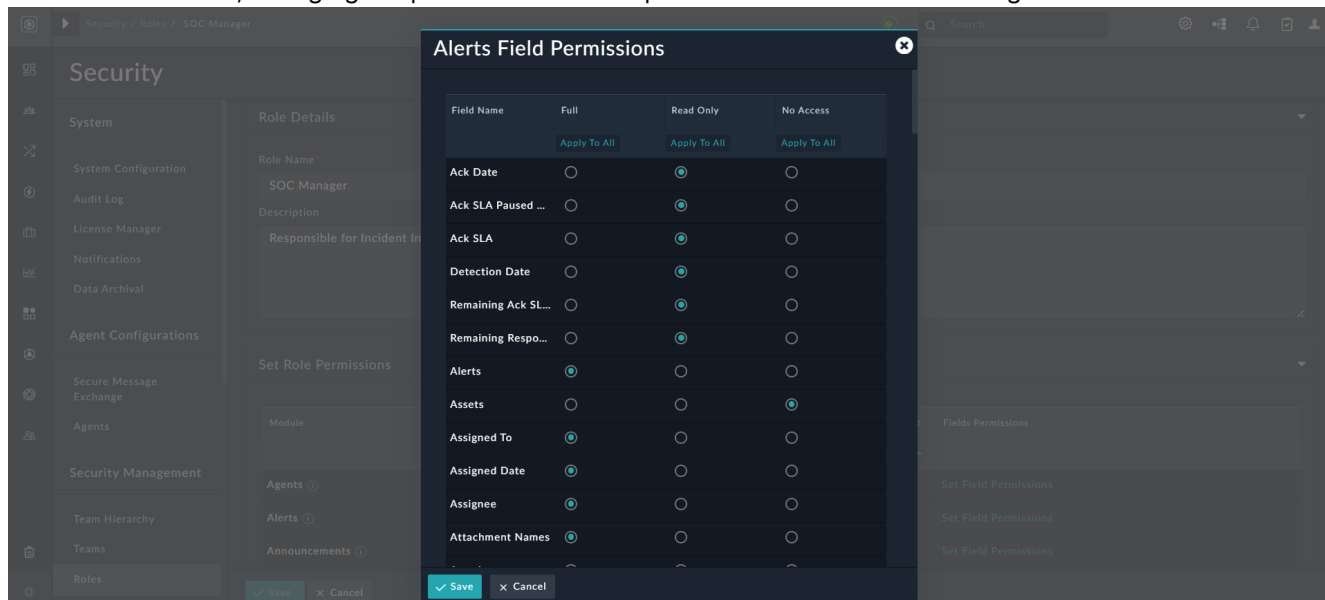 Security / Roles / SOC Manager
Search
Security
System
System Configuration
Audit Log
License Manager
Notifications
Data Archival
Agent Configurations
Secure Message
Exchange
Agents
Security Management
Team Hierarchy
Teams
Roles
Role Details
Role Name
SOC Manager
Description
Responsible for Incident In
Set Role Permissions
Module
Fields Permissions
Agents
Set Field Permissions
Alerts
Set Field Permissions
Announcements
Set Field Permissions
Save Cancel
Alerts Field Permissions
Field Name Full Read Only No Access
Apply To All Apply To All Apply To All
Ack Date
Ack SLA Paused ...
Ack SLA
Detection Date
Remaining Ack SL...
Remaining Respo...
Alerts
Assets
Assigned To
Assigned Date
Assignee
Attachment Names
Save Cancel